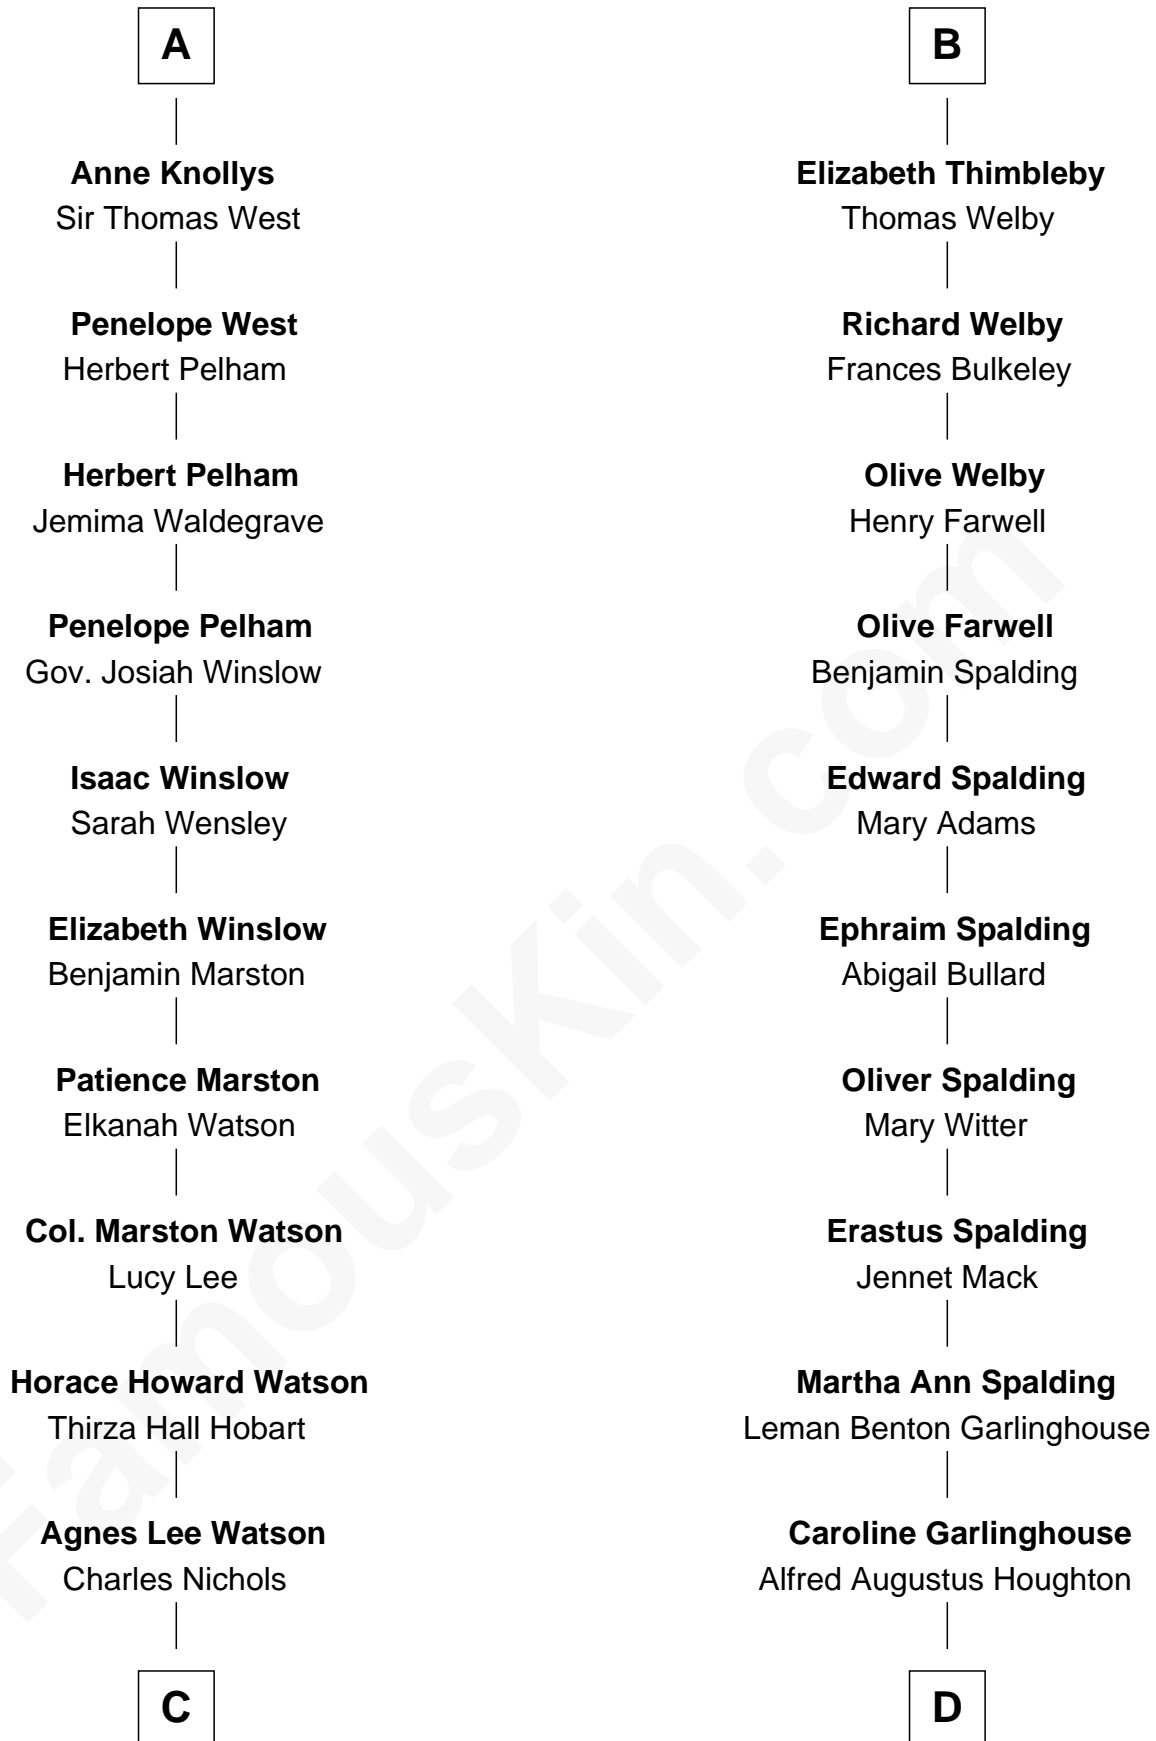 A
Anne Knollys
Sir Thomas West
Penelope West
Herbert Pelham
Herbert Pelham
Jemima Waldegrave
Penelope Pelham
Gov. Josiah Winslow
Isaac Winslow
Sarah Wensley
Elizabeth Winslow
Benjamin Marston
Patience Marston
Elkanah Watson
Col. Marston Watson
Lucy Lee
Horace Howard Watson
Thirza Hall Hobart
Agnes Lee Watson
Charles Nichols
C
B
Elizabeth Thimbleby
Thomas Welby
Richard Welby
Frances Bulkeley
Olive Welby
Henry Farwell
Olive Farwell
Benjamin Spalding
Edward Spalding
Mary Adams
Ephraim Spalding
Abigail Bullard
Oliver Spalding
Mary Witter
Erastus Spalding
Jennet Mack
Martha Ann Spalding
Leman Benton Garlinghouse
Caroline Garlinghouse
Alfred Augustus Houghton
D
FamousKin.com